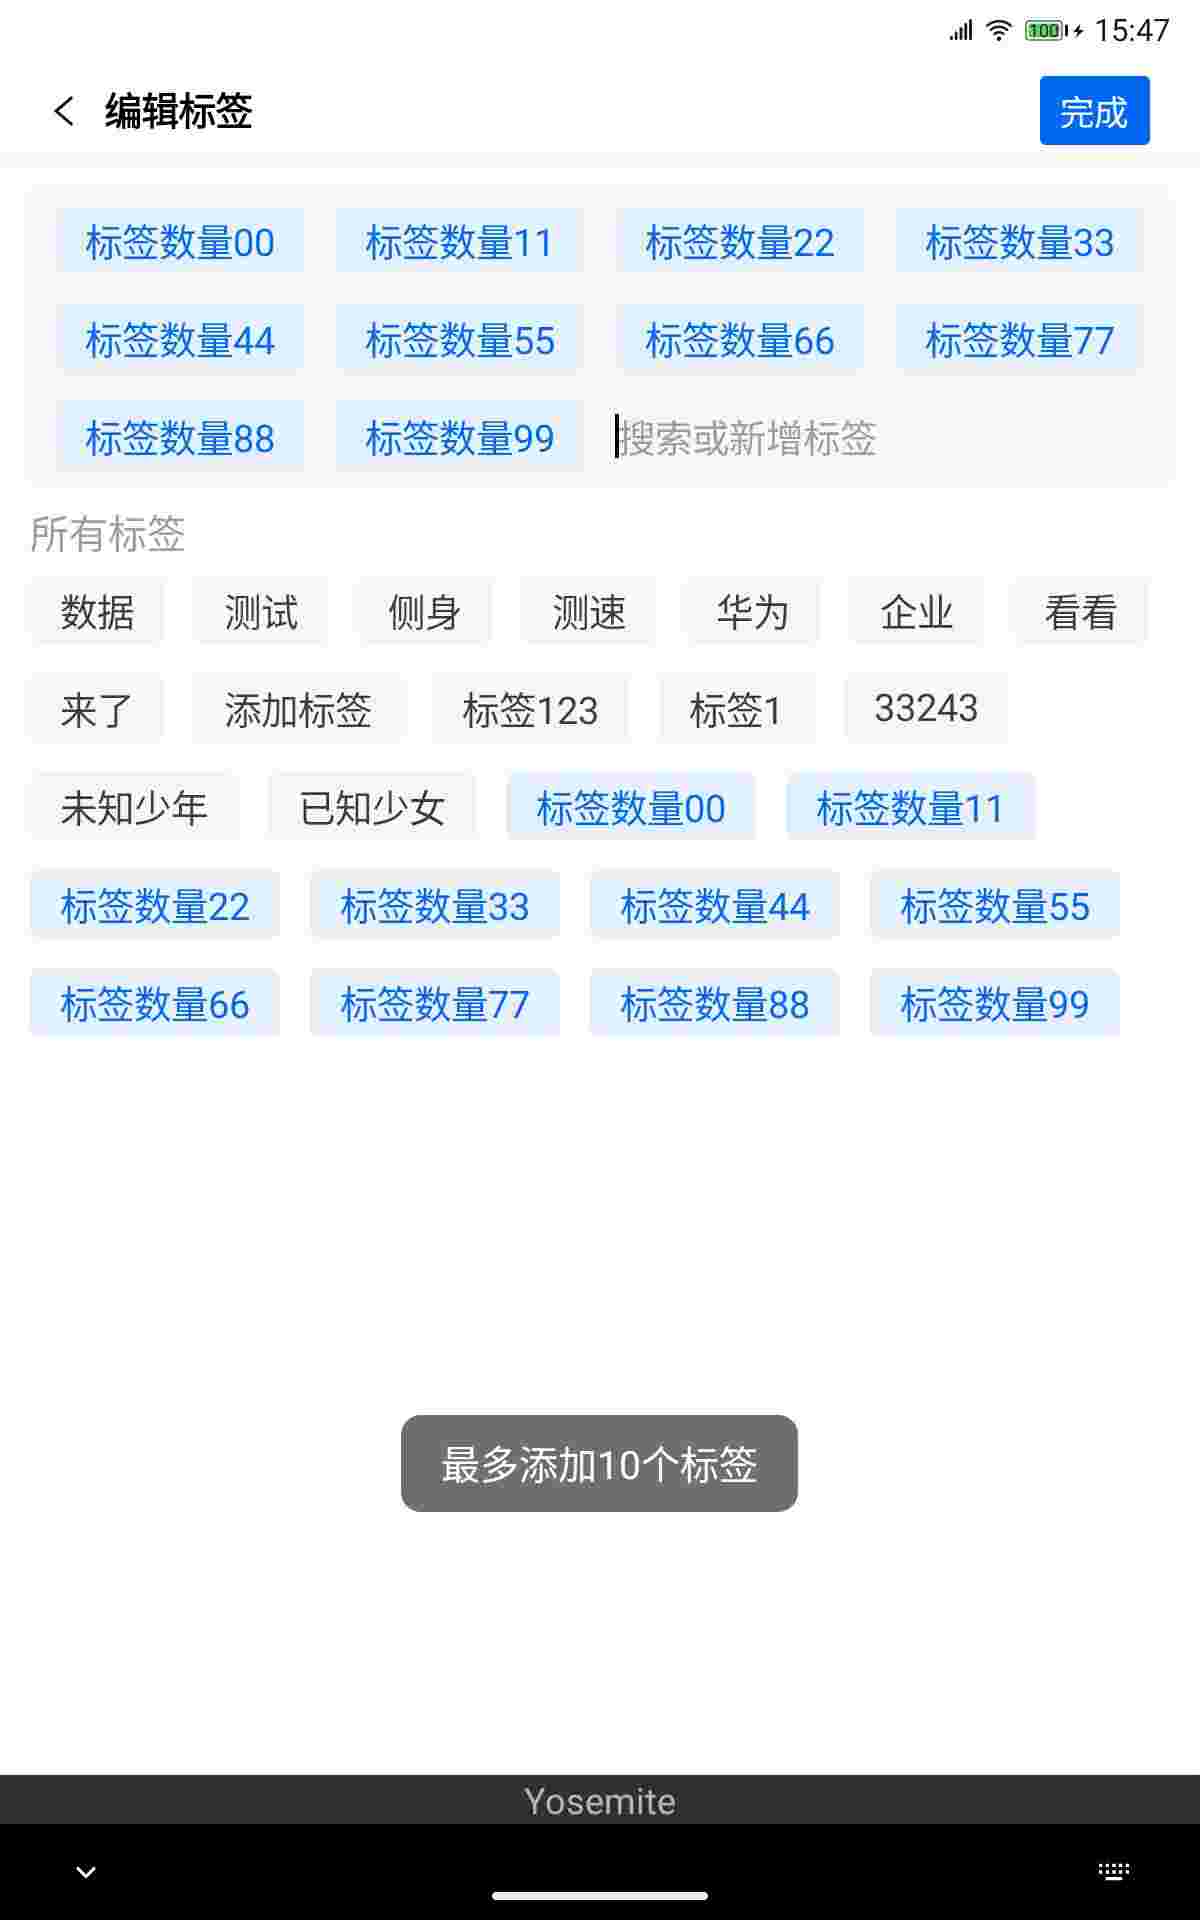 100 15:47
编辑标签 完成
标签数量00 标签数量11 标签数量22 标签数量33
标签数量44 标签数量55 标签数量66 标签数量77
标签数量88 标签数量99 搜索或新增标签
所有标签
数据 测试 侧身 测速 华为 企业 看看
来了 添加标签 标签123 标签1 33243
未知少年 已知少女 标签数量00 标签数量11
标签数量22 标签数量33 标签数量44 标签数量55
标签数量66 标签数量77 标签数量88 标签数量99
最多添加10个标签
Yosemite